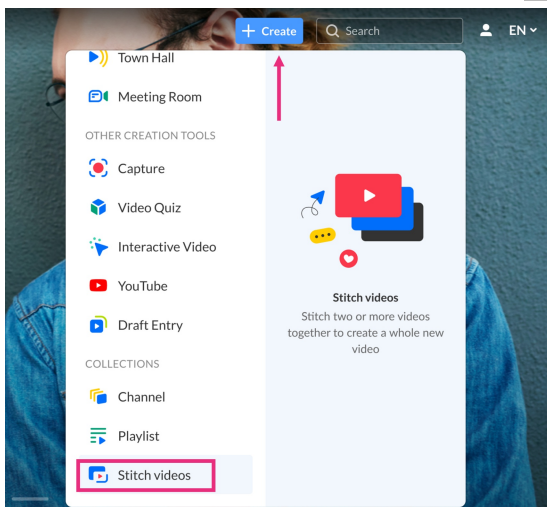 Create
Search
EN
Town Hall
Meeting Room
OTHER CREATION TOOLS
Capture
Video Quiz
Interactive Video
YouTube
Draft Entry
COLLECTIONS
Channel
Playlist
Stitch videos
Stitch videos
Stitch two or more videos
together to create a whole new
video